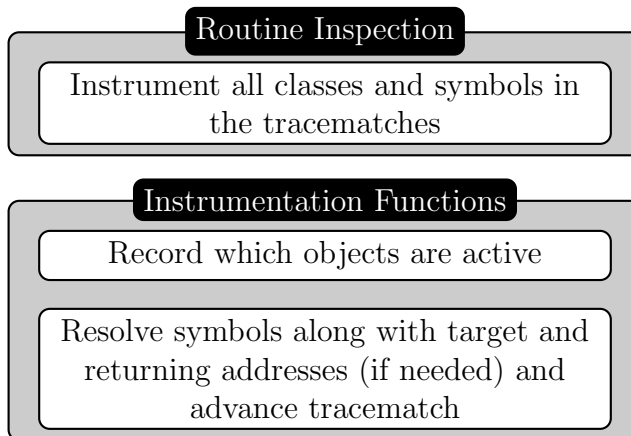 Routine Inspection
Instrument all classes and symbols in
the tracematches
Instrumentation Functions
Record which objects are active
Resolve symbols along with target and
returning addresses (if needed) and
advance tracematch